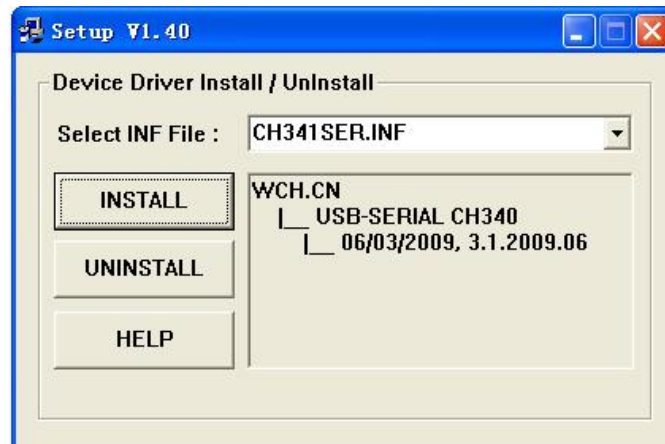 Setup V1.40
Device Driver Install / UnInstall
Select INF File :
CH341SER.INF
INSTALL
UNINSTALL
HELP
WCH.CN
|__ USB-SERIAL CH340
|__ 06/03/2009, 3.1.2009.06